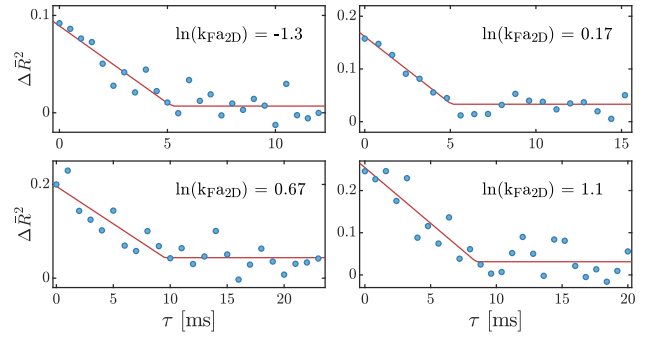 0.1
0
ΔR̄²
ln(k_Fa_2D) = -1.3
0 5 10
0.2
0.1
0
ln(k_Fa_2D) = 0.17
0 5 10 15
0.2
0
ΔR̄²
ln(k_Fa_2D) = 0.67
0 5 10 15 20
τ [ms]
0.2
0.1
0
ln(k_Fa_2D) = 1.1
0 5 10 15 20
τ [ms]